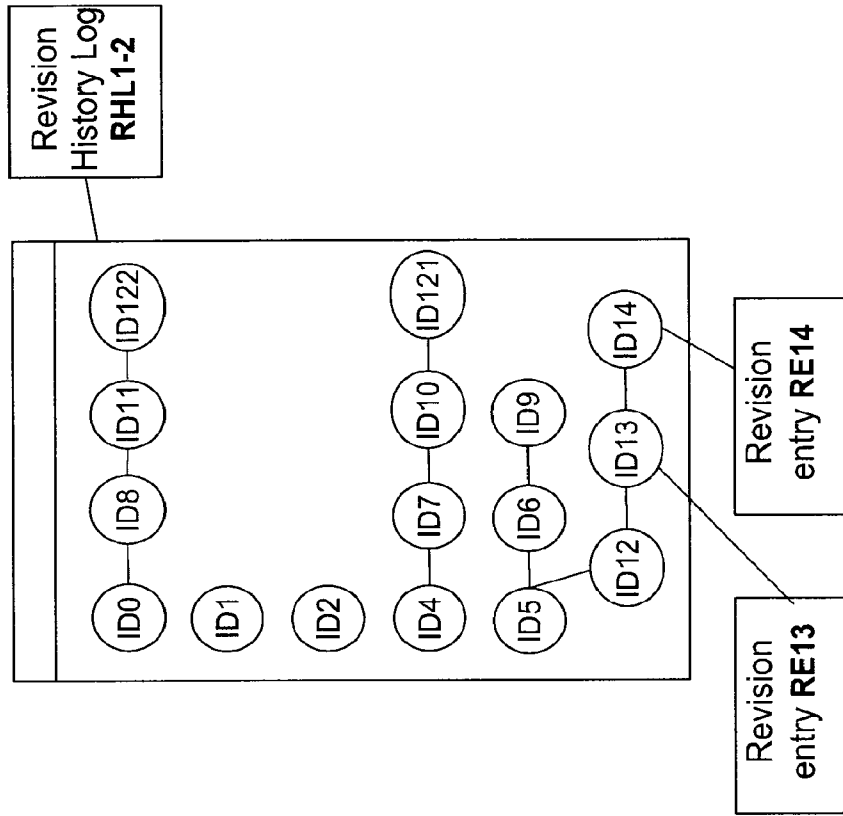 Revision
History Log
RHL1-2
ID0
ID8
ID11
ID122
ID1
ID2
ID4
ID7
ID10
ID121
ID5
ID6
ID9
ID12
ID13
ID14
Revision
entry RE13
Revision
entry RE14